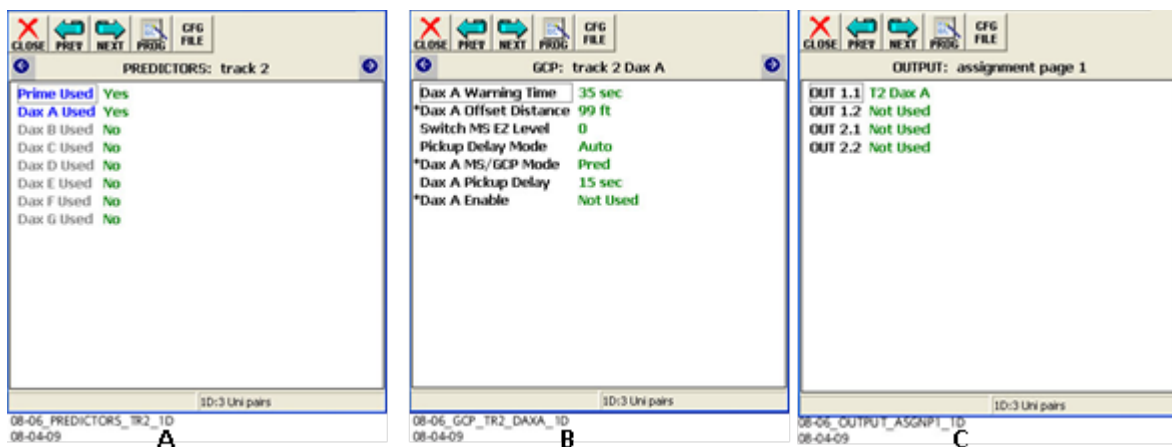 CLOSE PREV NEXT PROG CFG FILE
PREDICTORS: track 2
Prime Used Yes
Dax A Used Yes
Dax B Used No
Dax C Used No
Dax D Used No
Dax E Used No
Dax F Used No
Dax G Used No
1D:3 Uni pairs
08-06_PREDICTORS_TR2_1D
08-04-09
A
CLOSE PREV NEXT PROG CFG FILE
GCP: track 2 Dax A
Dax A Warning Time 35 sec
*Dax A Offset Distance 99 ft
Switch MS EZ Level 0
Pickup Delay Mode Auto
*Dax A MS/GCP Mode Pred
Dax A Pickup Delay 15 sec
*Dax A Enable Not Used
1D:3 Uni pairs
08-06_GCP_TR2_DAXA_1D
08-04-09
B
CLOSE PREV NEXT PROG CFG FILE
OUTPUT: assignment page 1
OUT 1.1 T2 Dax A
OUT 1.2 Not Used
OUT 2.1 Not Used
OUT 2.2 Not Used
1D:3 Uni pairs
08-06_OUTPUT_ASGNP1_1D
08-04-09
C